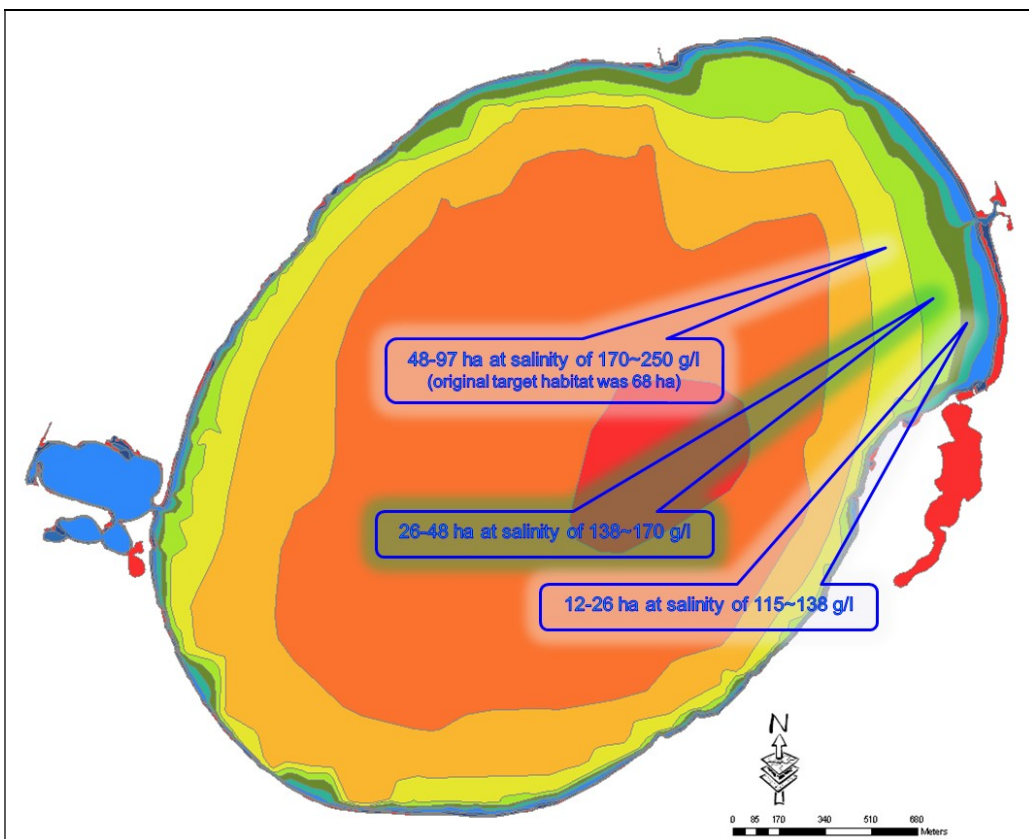 48-97 ha at salinity of 170~250 g/l
(original target habitat was 68 ha)
26-48 ha at salinity of 138~170 g/l
12-26 ha at salinity of 115~138 g/l
N
0 85 170 340 510 680
Meters